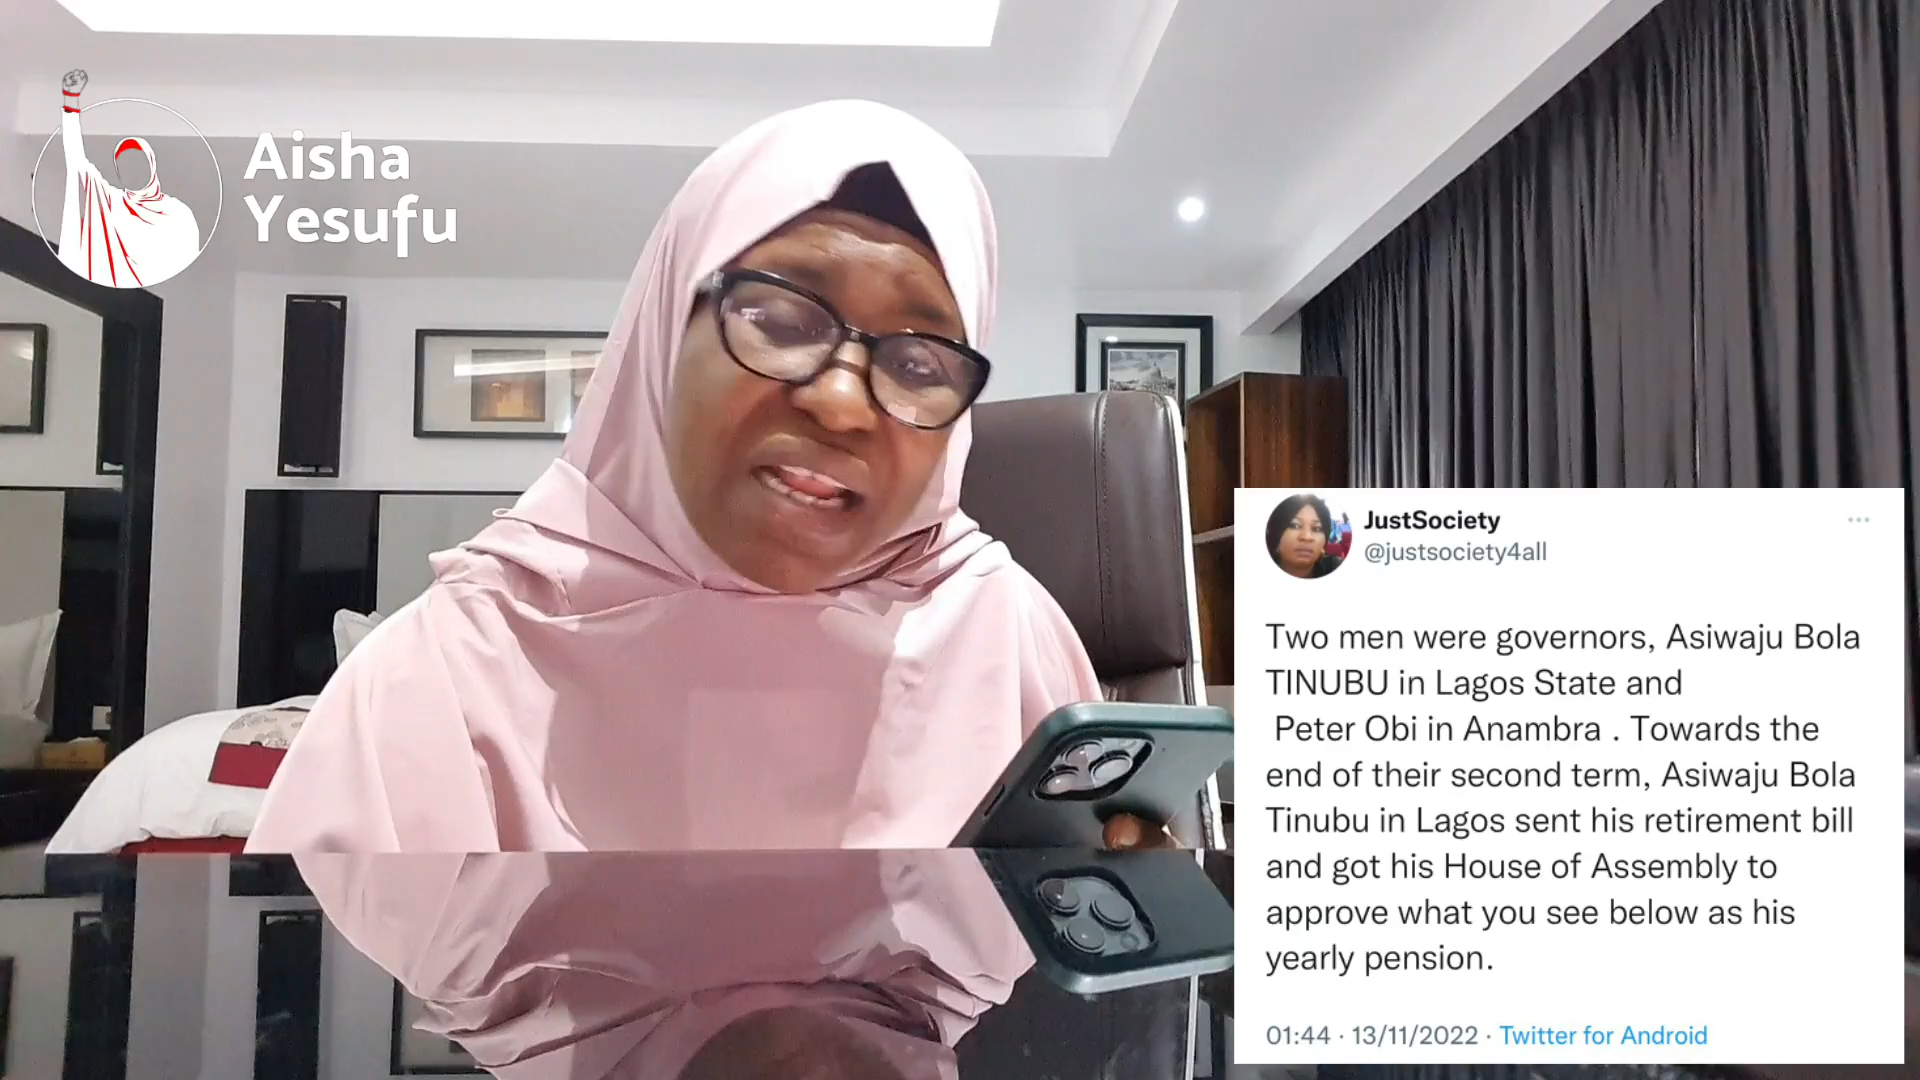 Aisha
Yesufu
JustSociety
@justsociety4all
Two men were governors, Asiwaju Bola
TINUBU in Lagos State and
Peter Obi in Anambra . Towards the
end of their second term, Asiwaju Bola
Tinubu in Lagos sent his retirement bill
and got his House of Assembly to
approve what you see below as his
yearly pension.
01:44 · 13/11/2022 · Twitter for Android